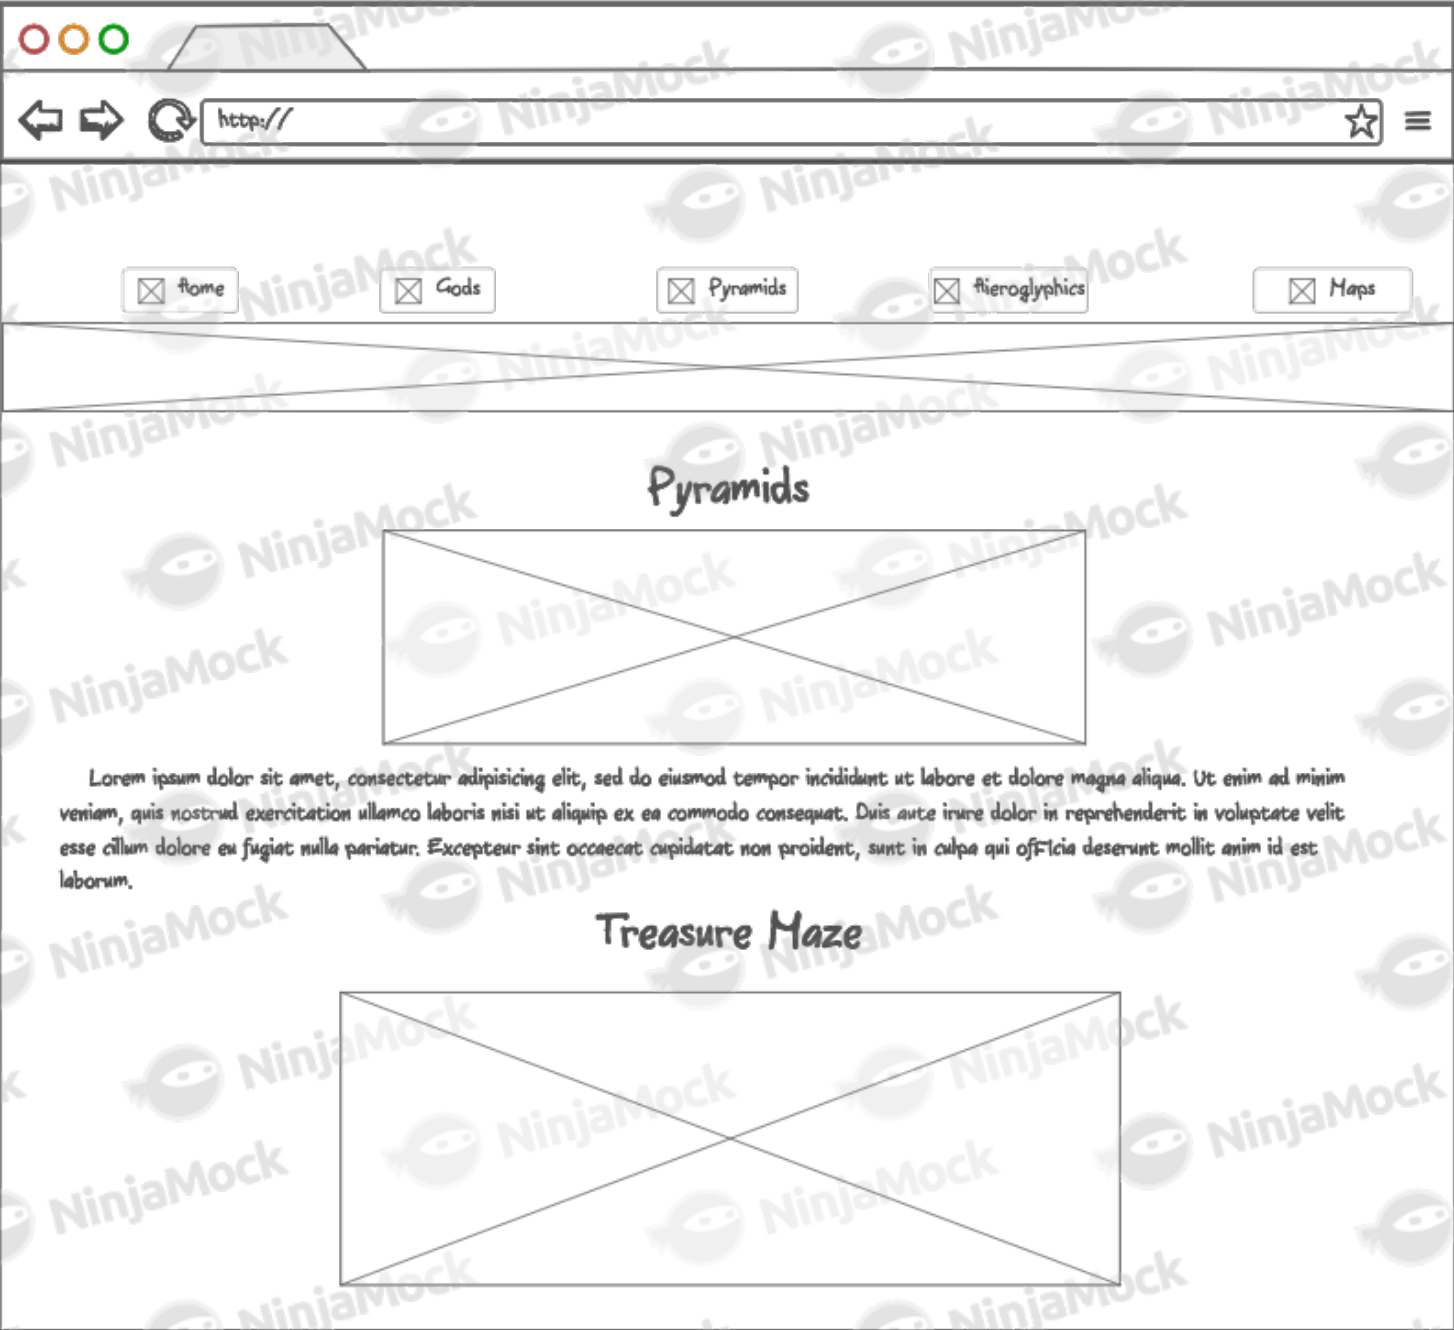 http://
Home
Gods
Pyramids
Hieroglyphics
Maps
Pyramids
Lorem ipsum dolor sit amet, consectetur adipisicing elit, sed do eiusmod tempor incididunt ut labore et dolore magna aliqua. Ut enim ad minim
veniam, quis nostrud exercitation ullamco laboris nisi ut aliquip ex ea commodo consequat. Duis aute irure dolor in reprehenderit in voluptate velit
esse cillum dolore eu fugiat nulla pariatur. Excepteur sint occaecat cupidatat non proident, sunt in culpa qui officia deserunt mollit anim id est
laborum.
Treasure Maze
NinjaMock